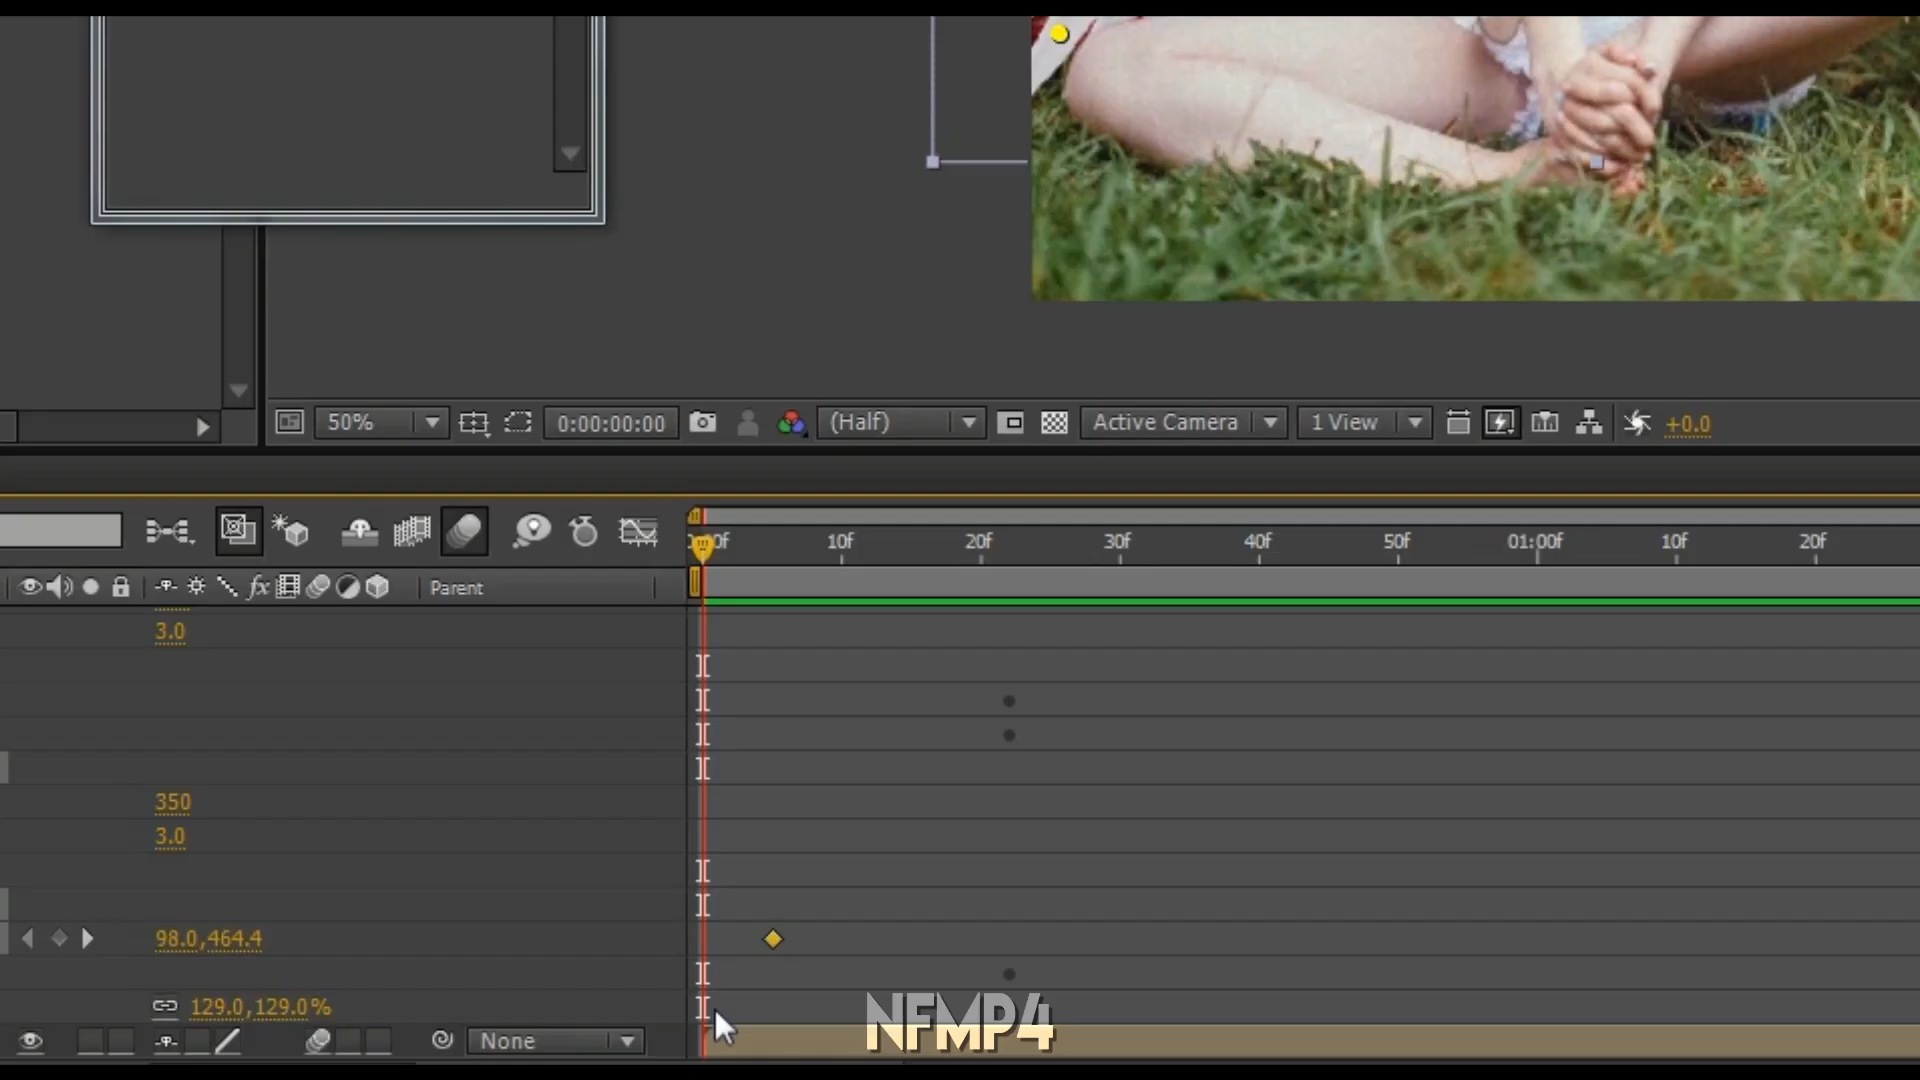 50%
0:00:00:00
(Half)
Active Camera
1 View
+0.0
10f
20f
30f
40f
50f
01:00f
10f
20f
fx
Parent
3.0
350
3.0
98.0,464.4
129.0,129.0%
None
NFMP4